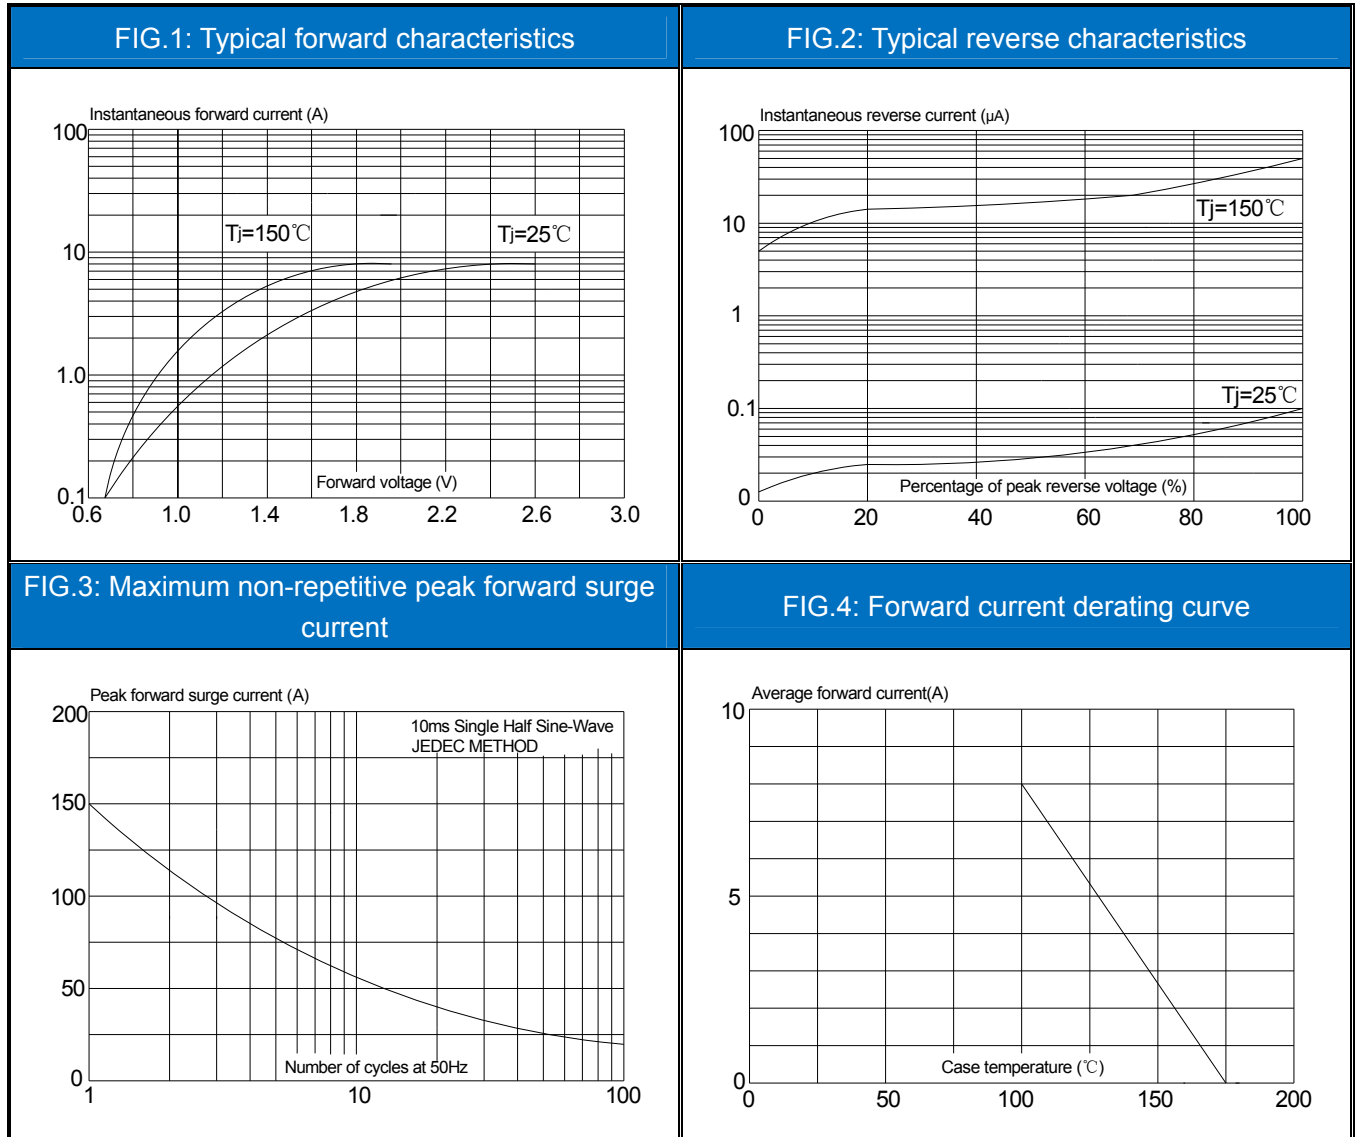 FIG.1: Typical forward characteristics
FIG.2: Typical reverse characteristics
Instantaneous forward current (A)
100
10
1.0
0.1
Tj=150℃
Tj=25℃
Forward voltage (V)
0.6 1.0 1.4 1.8 2.2 2.6 3.0
Instantaneous reverse current (μA)
100
10
1
0.1
0
Tj=150℃
Tj=25℃
Percentage of peak reverse voltage (%)
0 20 40 60 80 100
FIG.3: Maximum non-repetitive peak forward surge
current
FIG.4: Forward current derating curve
Peak forward surge current (A)
200
150
100
50
0
10ms Single Half Sine-Wave
JEDEC METHOD
Number of cycles at 50Hz
1 10 100
Average forward current(A)
10
5
0
Case temperature (℃)
0 50 100 150 200